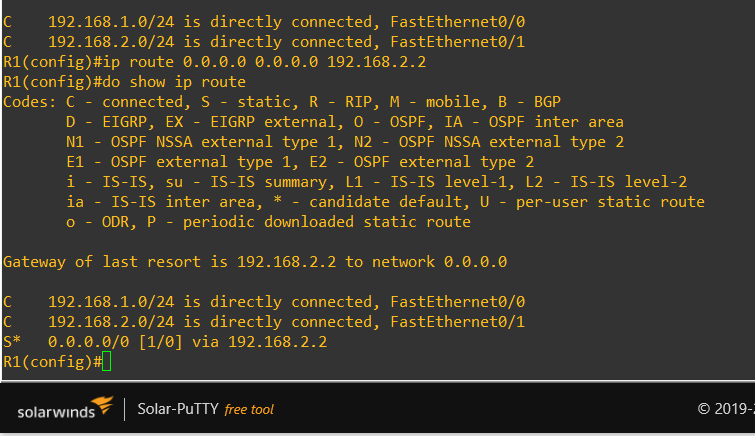 C    192.168.1.0/24 is directly connected, FastEthernet0/0
C    192.168.2.0/24 is directly connected, FastEthernet0/1
R1(config)#ip route 0.0.0.0 0.0.0.0 192.168.2.2
R1(config)#do show ip route
Codes: C - connected, S - static, R - RIP, M - mobile, B - BGP
       D - EIGRP, EX - EIGRP external, O - OSPF, IA - OSPF inter area
       N1 - OSPF NSSA external type 1, N2 - OSPF NSSA external type 2
       E1 - OSPF external type 1, E2 - OSPF external type 2
       i - IS-IS, su - IS-IS summary, L1 - IS-IS level-1, L2 - IS-IS level-2
       ia - IS-IS inter area, * - candidate default, U - per-user static route
       o - ODR, P - periodic downloaded static route
Gateway of last resort is 192.168.2.2 to network 0.0.0.0
C    192.168.1.0/24 is directly connected, FastEthernet0/0
C    192.168.2.0/24 is directly connected, FastEthernet0/1
S*   0.0.0.0/0 [1/0] via 192.168.2.2
R1(config)#
solarwinds Solar-PuTTY free tool © 2019-